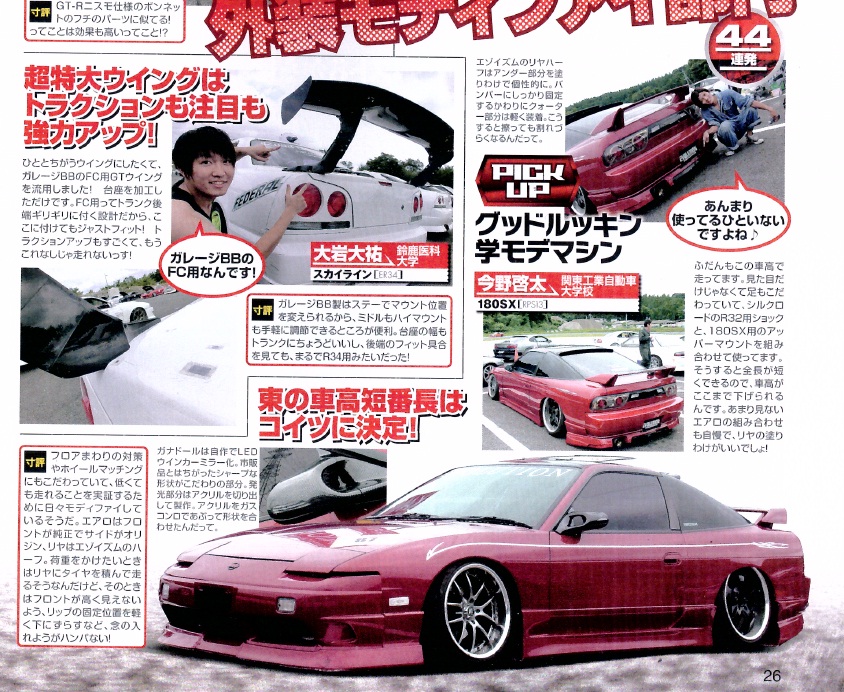 寸評
GT-Rニスモ仕様のボンネッ
トのフチのパーツに似てる!
ってことは効果も高いってこと!?
外装モディファイ部門
44
連発
超特大ウイングは
トラクションも注目も
強力アップ!
ひととちがうウイングにしたくて、
ガレージBBのFC用GTウイング
を流用しました! 台座を加工し
ただけです。FC用ってトランク後
端ギリギリに付く設計だから、こ
こに付けてもジャストフィット! ト
ラクションアップもすごくて、もう
これなしじゃ走れないっす!
FEDERAL
ガレージBBの
FC用なんです!
大岩大祐 鈴鹿医科
大学
スカイライン[ER34]
寸評
ガレージBB製はステーでマウント位置
を変えられるから、ミドルもハイマウント
も手軽に調節できるところが便利。台座の幅も
トランクにちょうどいいし、後端のフィット具合
を見ても、まるでR34用みたいだった!
エゾイズムのリヤハー
フはアンダー部分を塗
りわけで個性的に。バ
ンパーにしっかり固定
するかわりにクォータ
ー部分は軽く装着。こう
すると擦っても割れづ
らくなるんだって。
PICK
UP
グッドルッキン
学モデマシン
あんまり
使ってるひといない
ですよね♪
今野啓太 関東工業自動車
大学校
180SX[RPS13]
ふだんもこの車高で
走ってます。見た目だ
けじゃなくて足もこだ
わっていて、シルクロ
ードのR32用ショック
と、180SX用のアッ
パーマウントを組み
合わせて使ってます。
そうすると全長が短
くできるので、車高が
ここまで下げられる
んです。あまり見ない
エアロの組み合わせ
も自慢で、リヤの塗り
わけがいいでしょ!
東の車高短番長は
コイツに決定!
寸評
フロアまわりの対策
やホイールマッチング
にもこだわっていて、低くて
も走れることを実証するた
めに日々モディファイして
いるそうだ。エアロはフロ
ントが純正でサイドがオリ
ジン、リヤはエゾイズムのハ
ーフ。荷重をかけたいとき
はリヤにタイヤを積んで走
るそうなんだけど、そのとき
はフロントが高く見えない
よう、リップの固定位置を軽
く下にずらすなど、念の入
れようがハンパない!
ガナドールは自作でLED
ウインカーミラー化。市販
品とはちがったシャープな
形状がこだわりの部分。発
光部分はアクリルを切り出
して製作。アクリルをガス
コンロであぶって形状を合
わせたんだって。
26